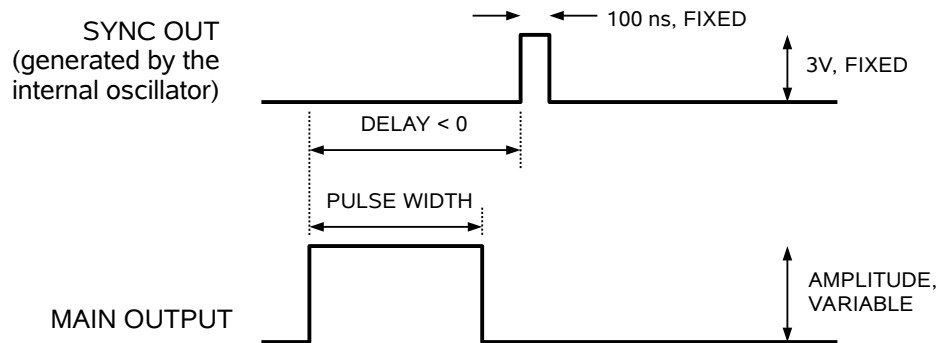 SYNC OUT
(generated by the
internal oscillator)
100 ns, FIXED
3V, FIXED
DELAY < 0
PULSE WIDTH
AMPLITUDE,
VARIABLE
MAIN OUTPUT